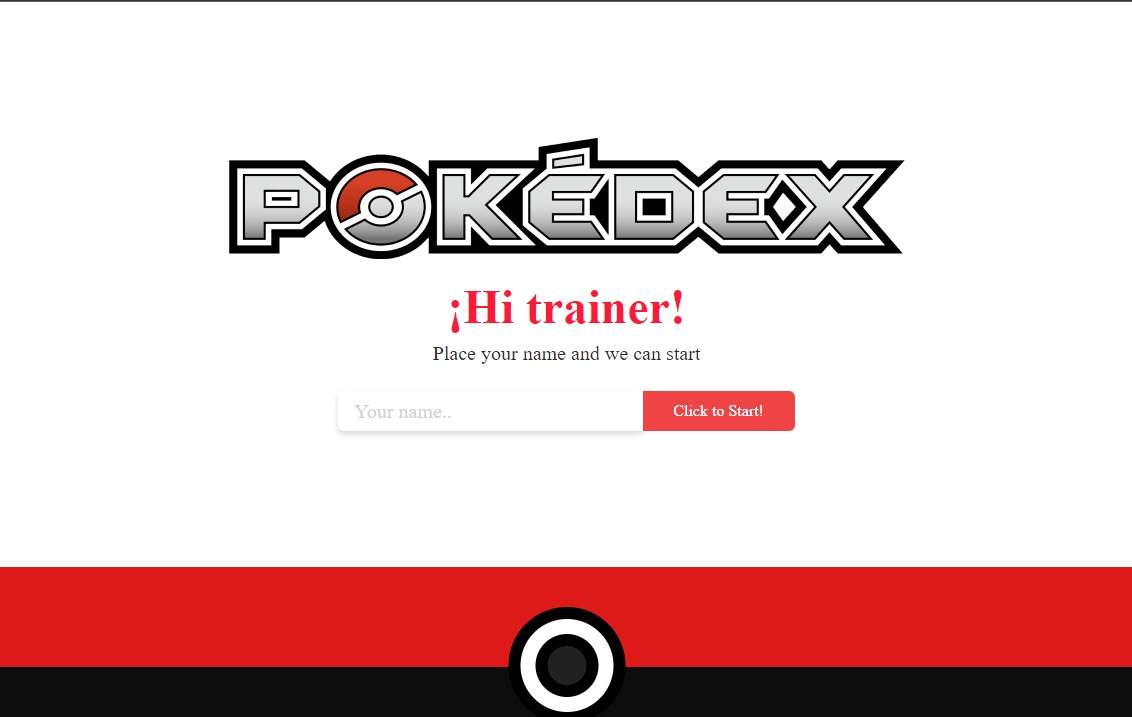 POKÉDEX
¡Hi trainer!
Place your name and we can start
Your name..
Click to Start!